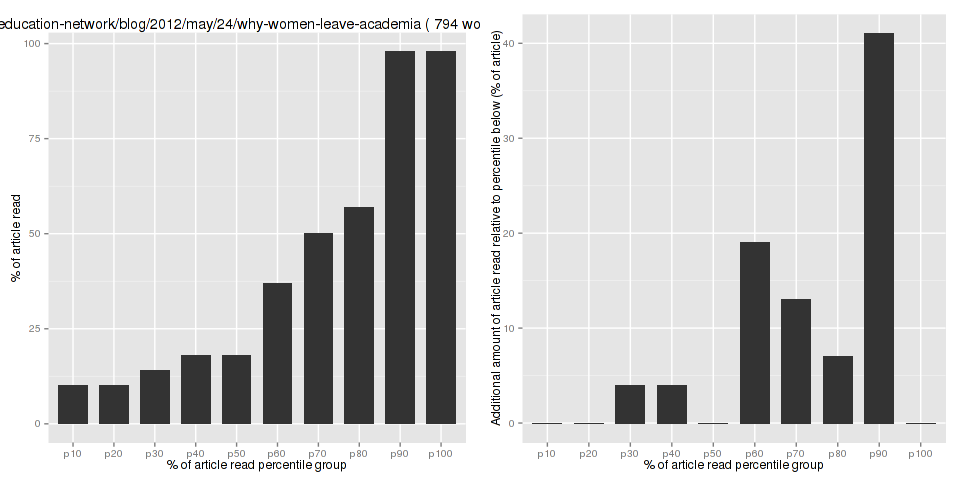 education-network/blog/2012/may/24/why-women-leave-academia ( 794 wo
% of article read
100
75
50
25
0
p10 p20 p30 p40 p50 p60 p70 p80 p90 p100
% of article read percentile group
Additional amount of article read relative to percentile below (% of article)
40
30
20
10
0
p10 p20 p30 p40 p50 p60 p70 p80 p90 p100
% of article read percentile group